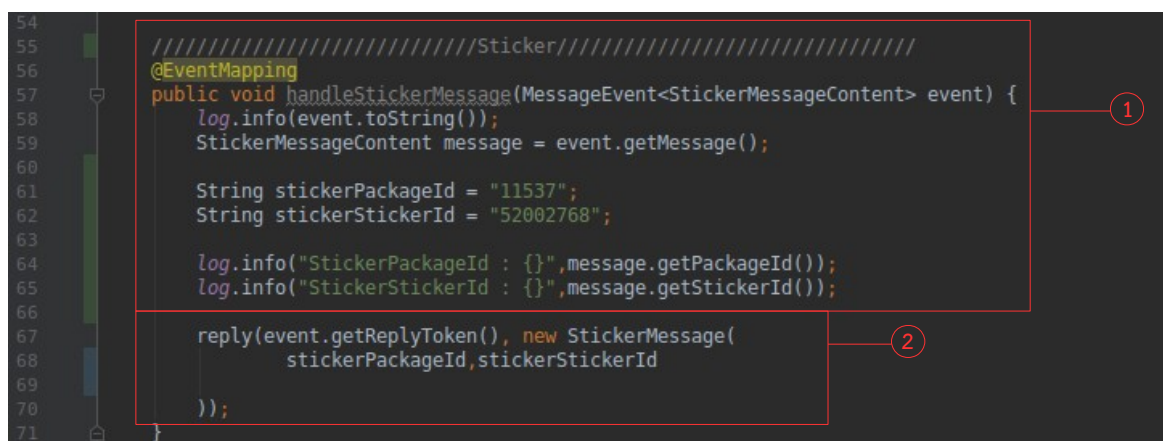 54
55 /////////////////////////////Sticker////////////////////////////////
56 @EventMapping
57 public void handleStickerMessage(MessageEvent<StickerMessageContent> event) {
58 log.info(event.toString());
59 StickerMessageContent message = event.getMessage();
60
61 String stickerPackageId = "11537";
62 String stickerStickerId = "52002768";
63
64 log.info("StickerPackageId : {}",message.getPackageId());
65 log.info("StickerStickerId : {}",message.getStickerId());
66
67 reply(event.getReplyToken(), new StickerMessage(
68 stickerPackageId,stickerStickerId
69
70 ));
71 }
1
2